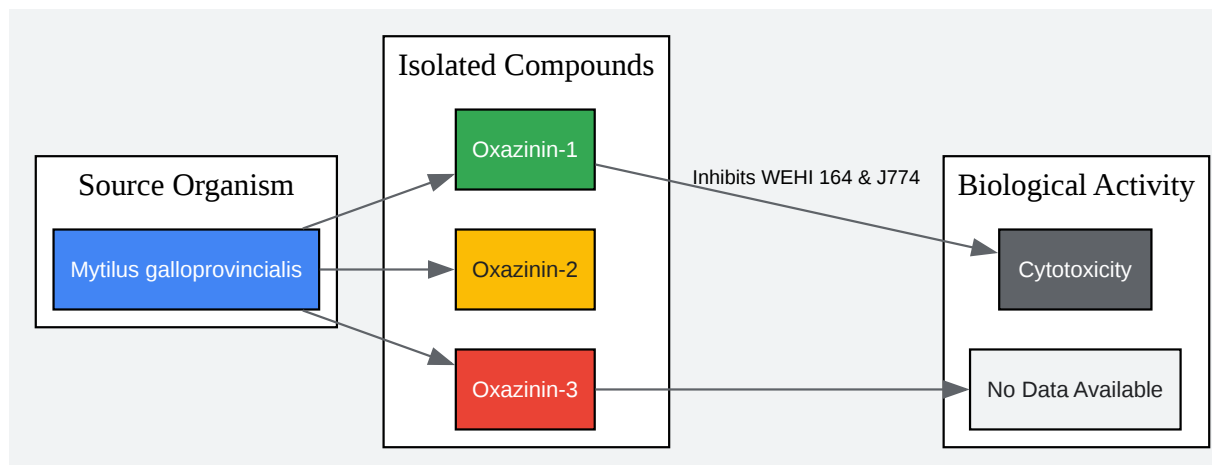 Source Organism
Mytilus galloprovincialis
Isolated Compounds
Oxazinin-1
Oxazinin-2
Oxazinin-3
Inhibits WEHI 164 & J774
Biological Activity
Cytotoxicity
No Data Available